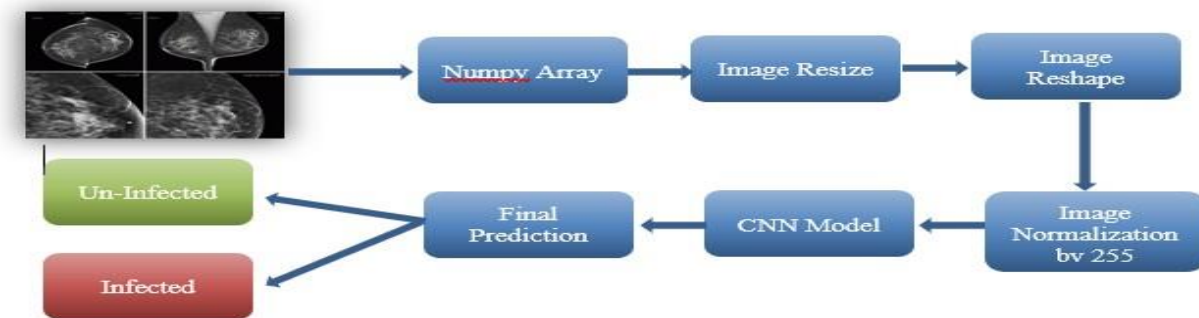 Numpy Array
Image Resize
Image
Reshape
Image
Normalization
by 255
CNN Model
Final
Prediction
Un-Infected
Infected